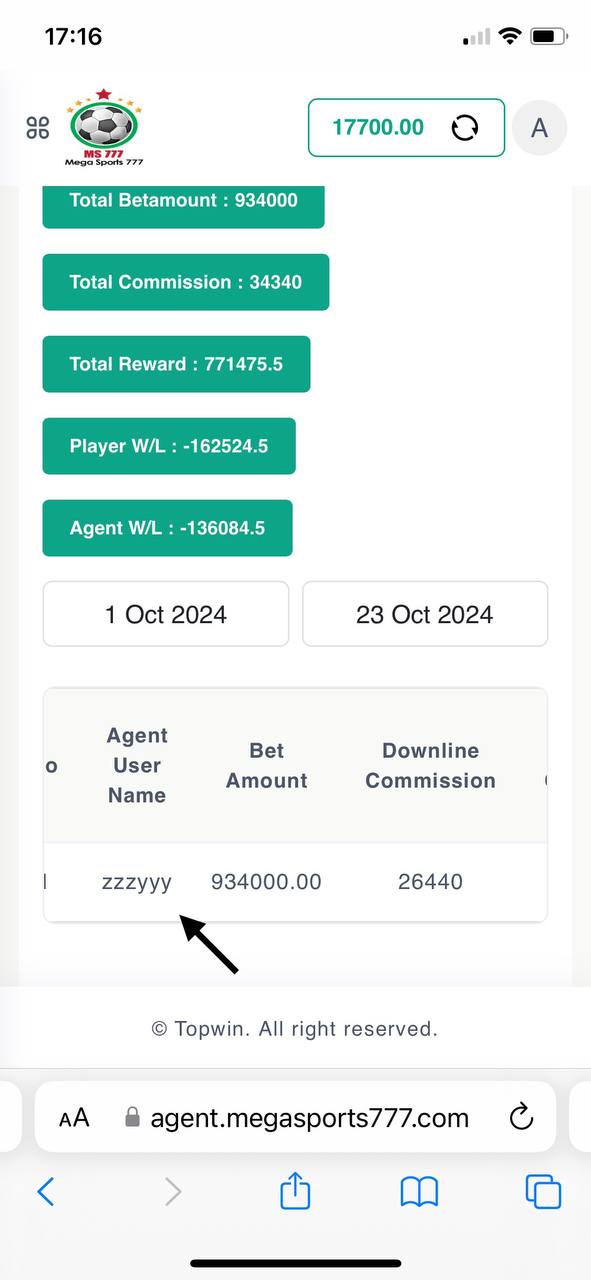 17:16
MS 777
Mega Sports 777
17700.00
A
Total Betamount : 934000
Total Commission : 34340
Total Reward : 771475.5
Player W/L : -162524.5
Agent W/L : -136084.5
1 Oct 2024
23 Oct 2024
o
Agent
User
Name
Bet
Amount
Downline
Commission
zzzyyy
934000.00
26440
© Topwin. All right reserved.
AA
agent.megasports777.com